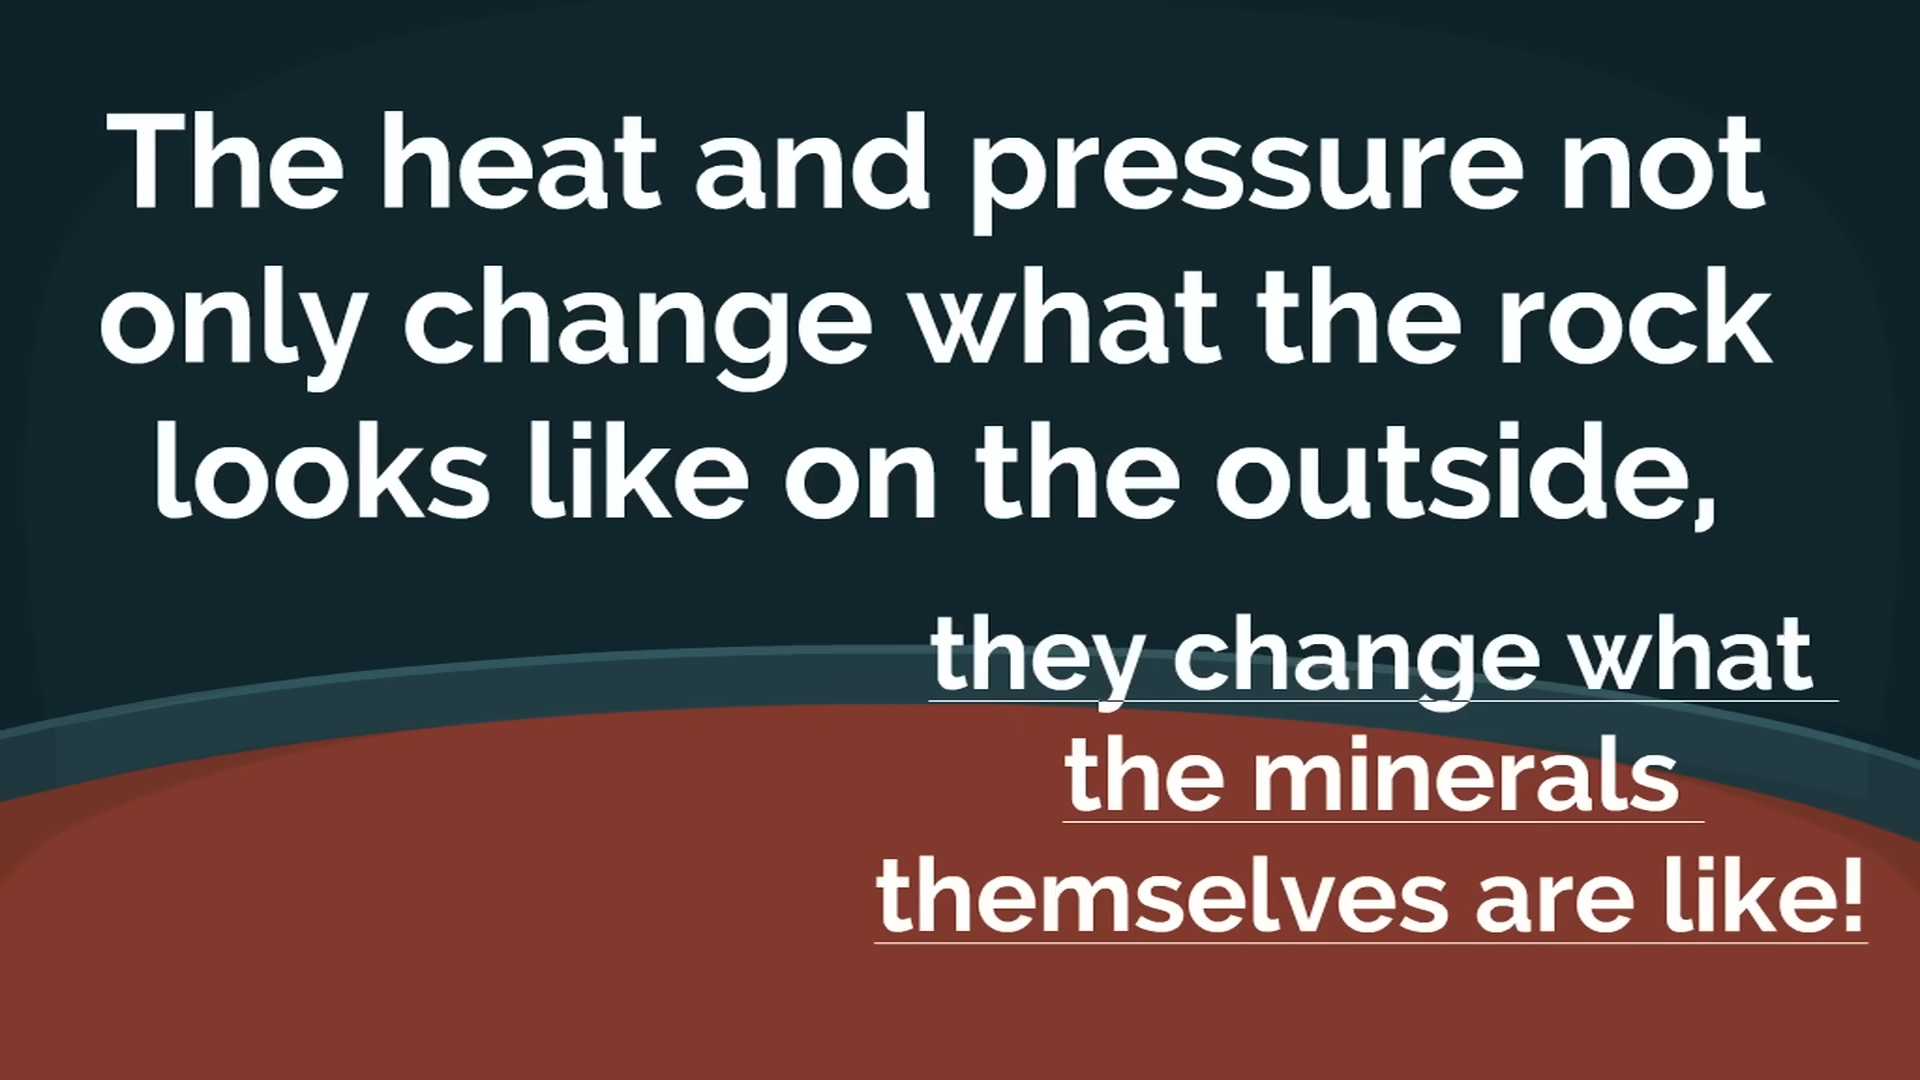 The heat and pressure not
only change what the rock
looks like on the outside,
they change what
the minerals
themselves are like!